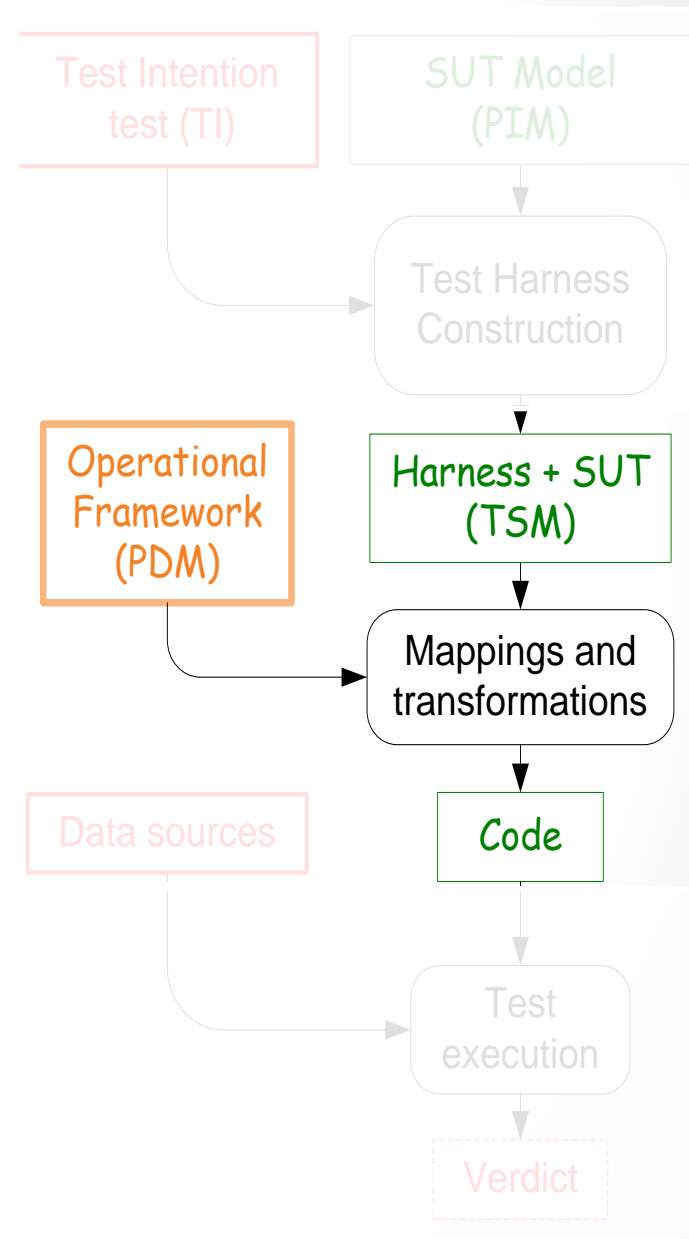 Test Intention
test (TI)
SUT Model
(PIM)
Test Harness
Construction
Operational
Framework
(PDM)
Harness + SUT
(TSM)
Mappings and
transformations
Data sources
Code
Test
execution
Verdict